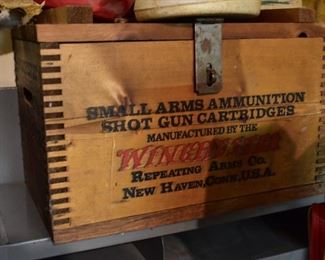 SMALL ARMS AMMUNITION
SHOT GUN CARTRIDGES
MANUFACTURED BY THE
WINCHESTER
REPEATING ARMS CO.
NEW HAVEN, CONN., U.S.A.